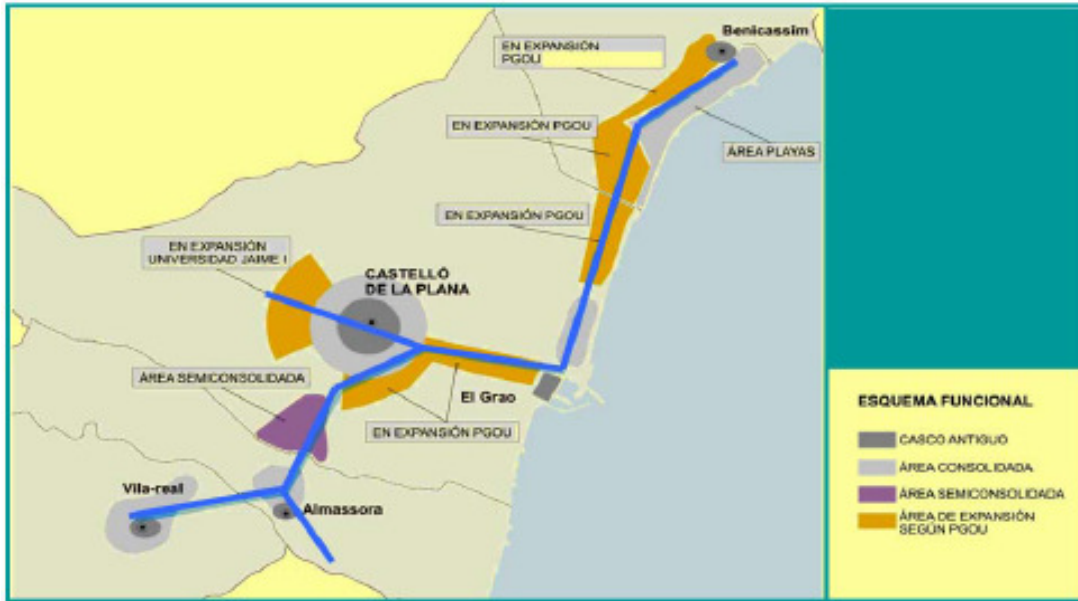 Benicassim
EN EXPANSIÓN
PGOU
EN EXPANSIÓN PGOU
ÁREA PLAYAS
EN EXPANSIÓN PGOU
EN EXPANSIÓN
UNIVERSIDAD JAIME I
CASTELLÓ
DE LA PLANA
ÁREA SEMICONSOLIDADA
El Grao
EN EXPANSIÓN PGOU
Vila-real
Almassora
ESQUEMA FUNCIONAL
CASCO ANTIGUO
ÁREA CONSOLIDADA
ÁREA SEMICONSOLIDADA
ÁREA DE EXPANSIÓN
SEGÚN PGOU